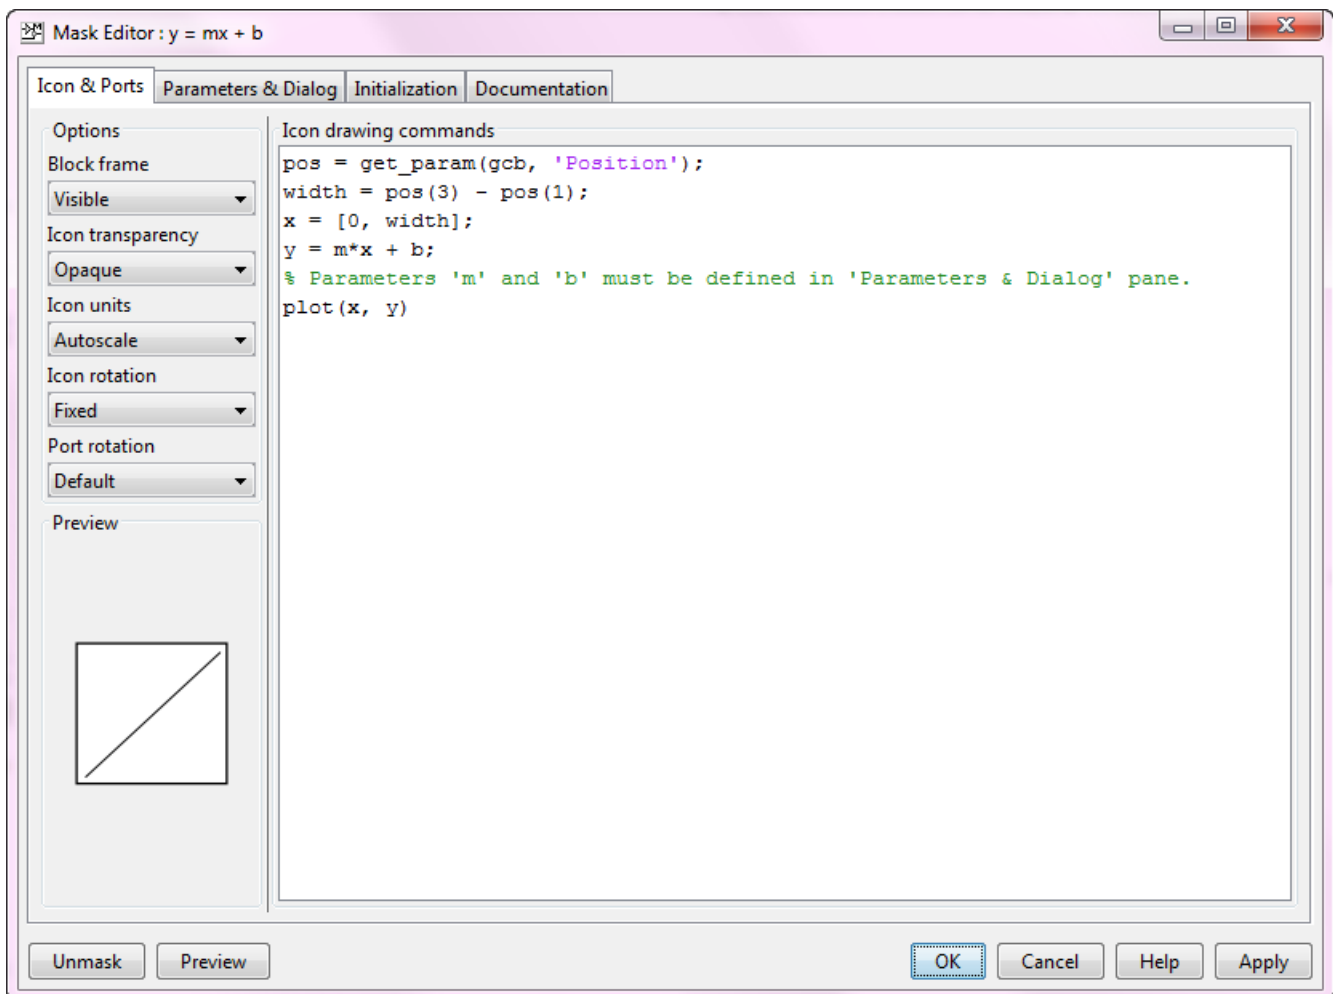 Mask Editor : y = mx + b
Icon & Ports
Parameters & Dialog
Initialization
Documentation
Options
Block frame
Visible
Icon transparency
Opaque
Icon units
Autoscale
Icon rotation
Fixed
Port rotation
Default
Preview
Icon drawing commands
pos = get_param(gcb, 'Position');
width = pos(3) - pos(1);
x = [0, width];
y = m*x + b;
% Parameters 'm' and 'b' must be defined in 'Parameters & Dialog' pane.
plot(x, y)
Unmask
Preview
OK
Cancel
Help
Apply